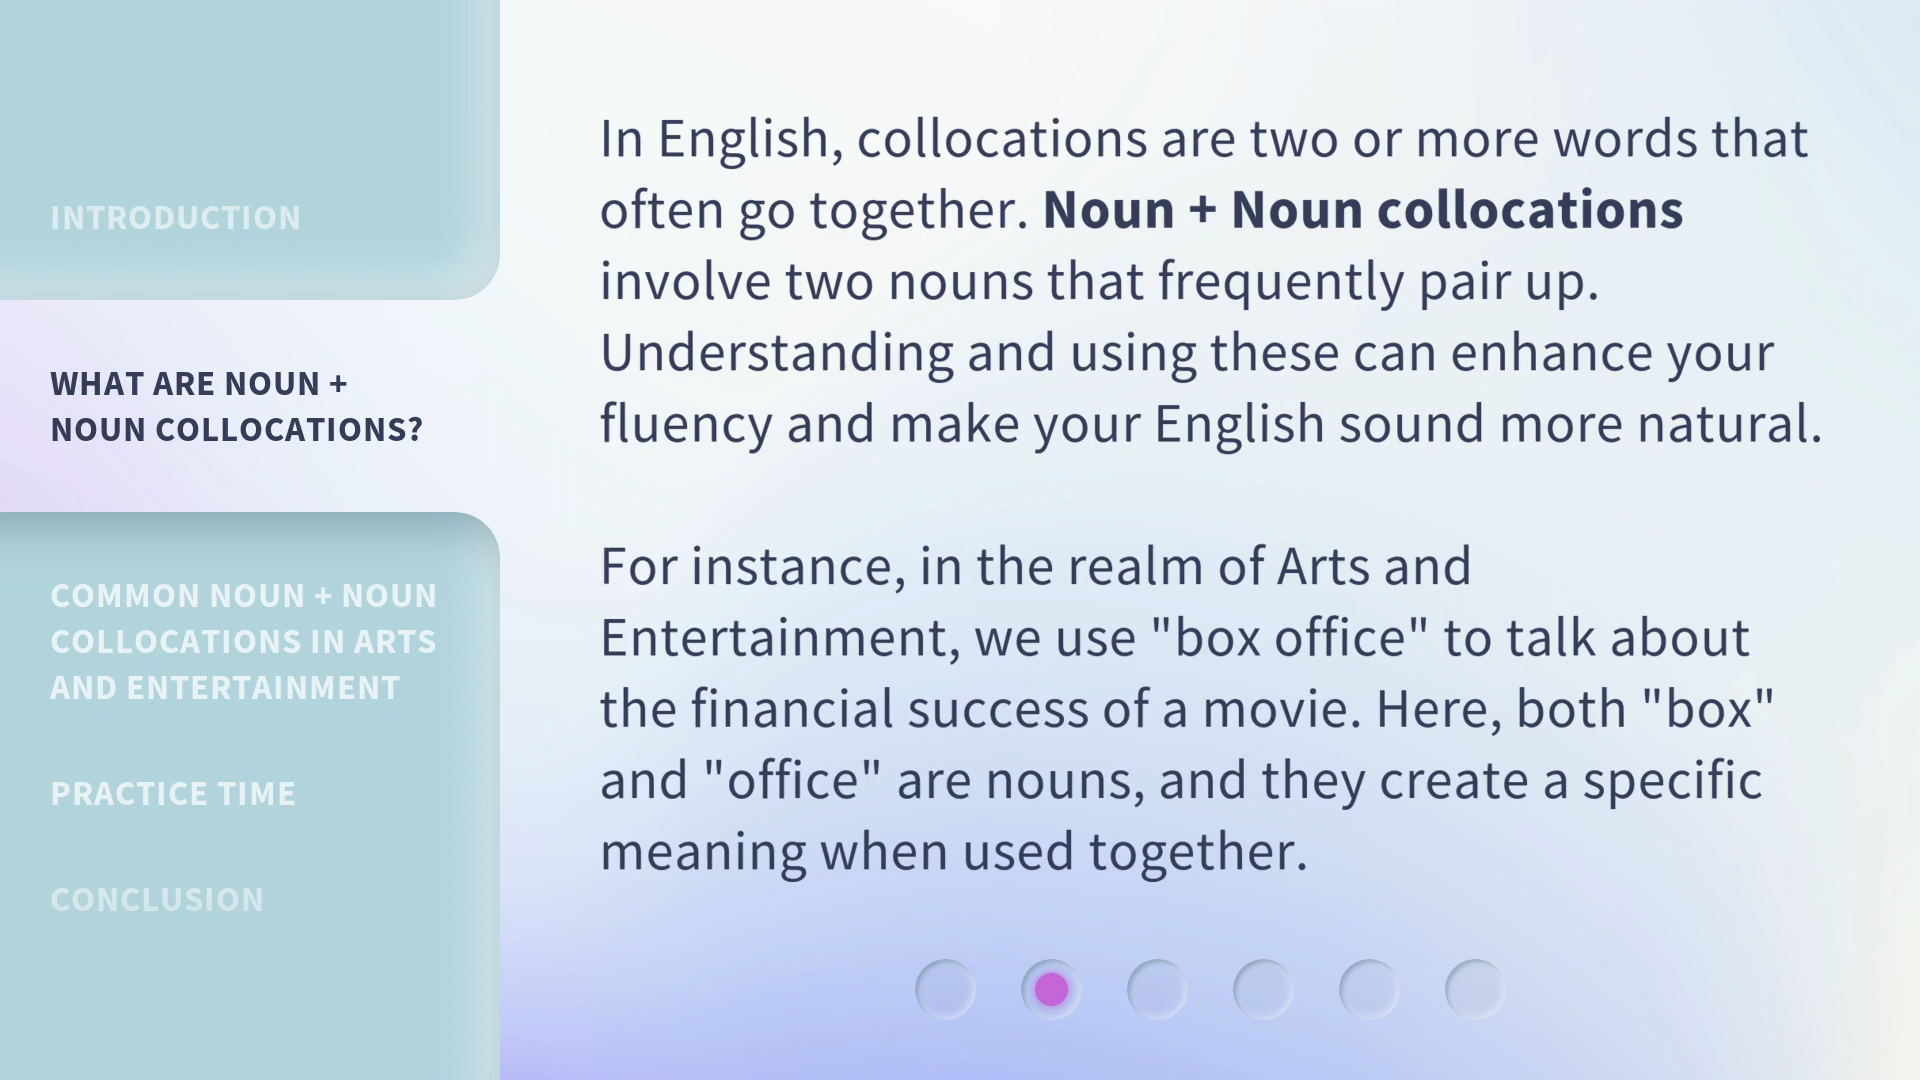 INTRODUCTION
WHAT ARE NOUN +
NOUN COLLOCATIONS?
COMMON NOUN + NOUN
COLLOCATIONS IN ARTS
AND ENTERTAINMENT
PRACTICE TIME
CONCLUSION
In English, collocations are two or more words that
often go together. Noun + Noun collocations
involve two nouns that frequently pair up.
Understanding and using these can enhance your
fluency and make your English sound more natural.
For instance, in the realm of Arts and
Entertainment, we use "box office" to talk about
the financial success of a movie. Here, both "box"
and "office" are nouns, and they create a specific
meaning when used together.